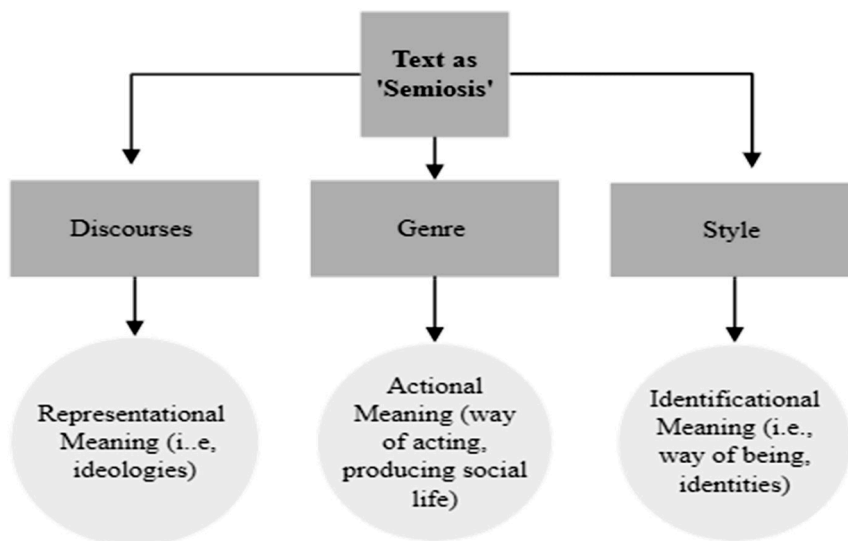 Text as
'Semiosis'
Discourses
Genre
Style
Representational
Meaning (i..e,
ideologies)
Actional
Meaning (way
of acting,
producing social
life)
Identificational
Meaning (i.e.,
way of being,
identities)